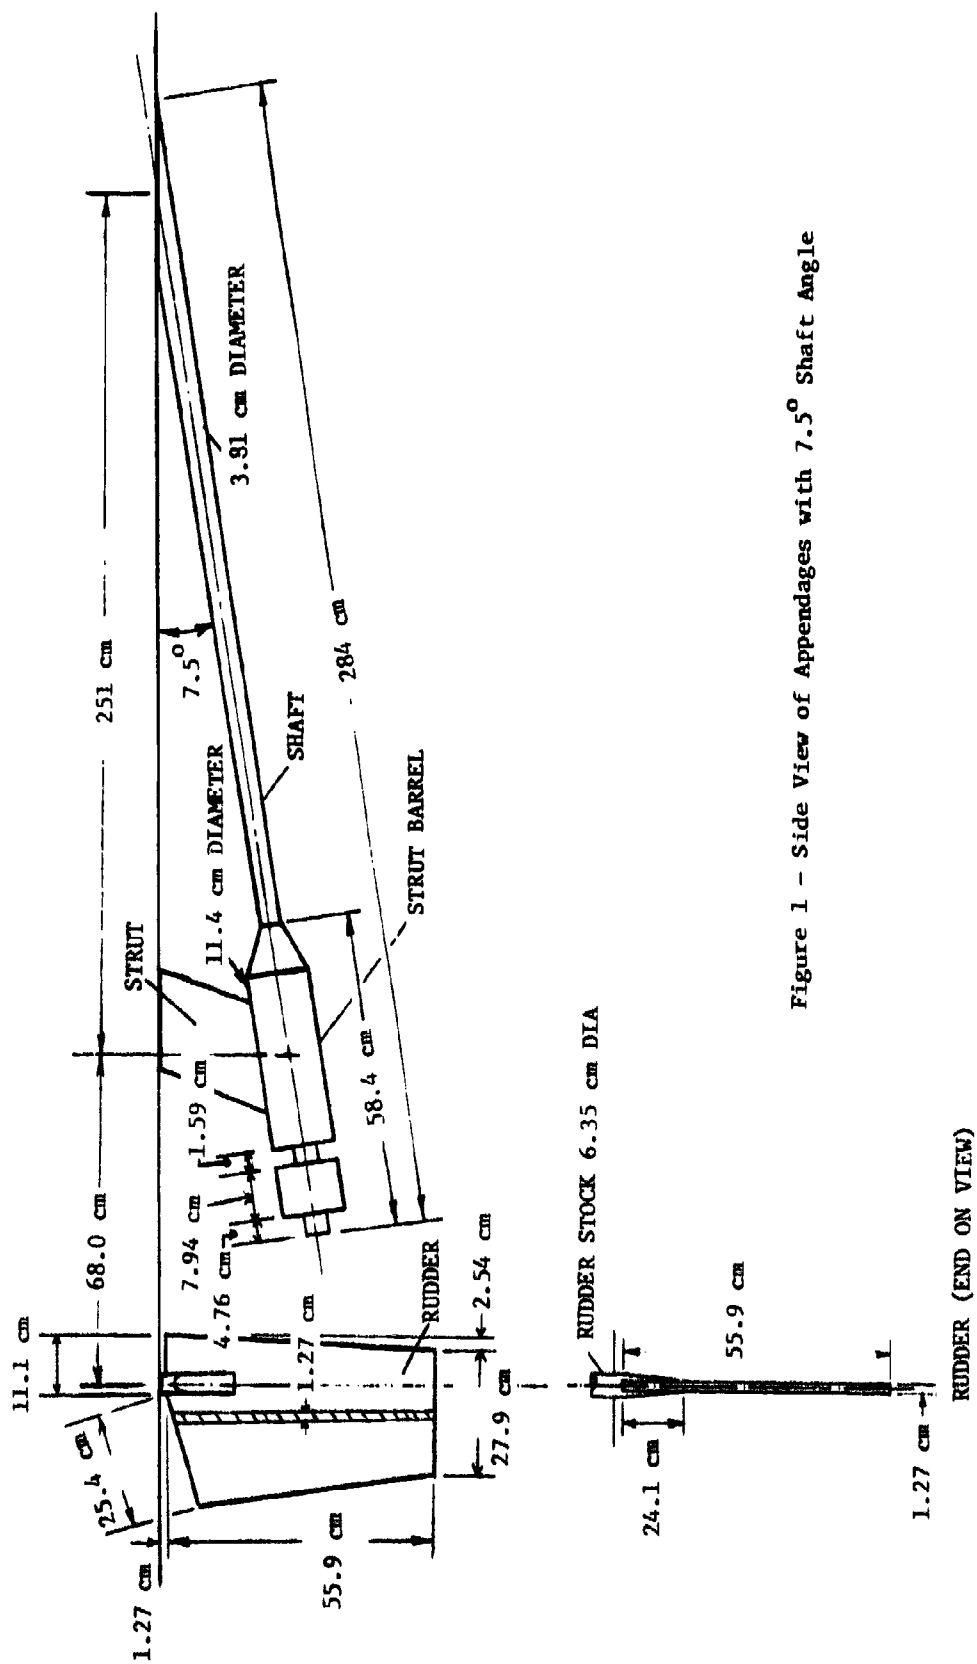 11.1 cm
68.0 cm
251 cm
25.4 cm
1.27 cm
STRUT
7.5°
1.59 cm
7.94 cm
4.76 cm
11.4 cm DIAMETER
3.81 cm DIAMETER
SHAFT
284 cm
58.4 cm
STRUT BARREL
1.27 cm
RUDDER
2.54 cm
27.9 cm
55.9 cm
RUDDER STOCK 6.35 cm DIA
55.9 cm
24.1 cm
1.27 cm
RUDDER (END ON VIEW)
Figure 1 - Side View of Appendages with 7.5° Shaft Angle